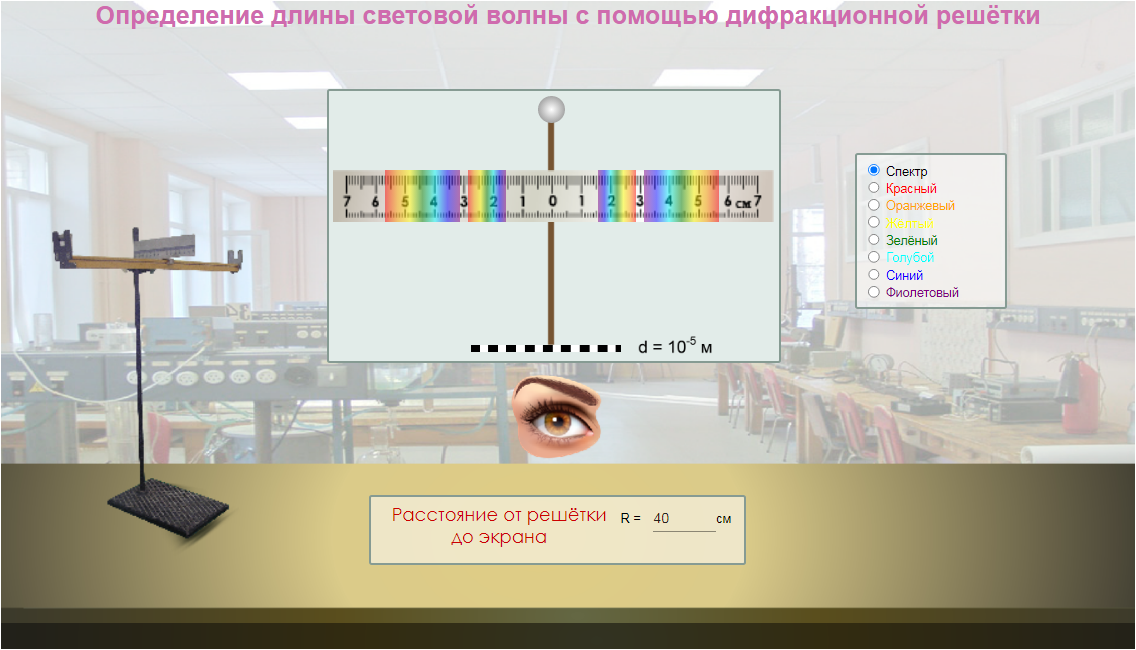 Определение длины световой волны с помощью дифракционной решётки
7 6 5 4 3 2 1 0 1 2 3 4 5 6 см 7
Спектр
Красный
Оранжевый
Жёлтый
Зелёный
Голубой
Синий
Фиолетовый
d = 10⁻⁵ м
Расстояние от решётки R = 40 см
до экрана